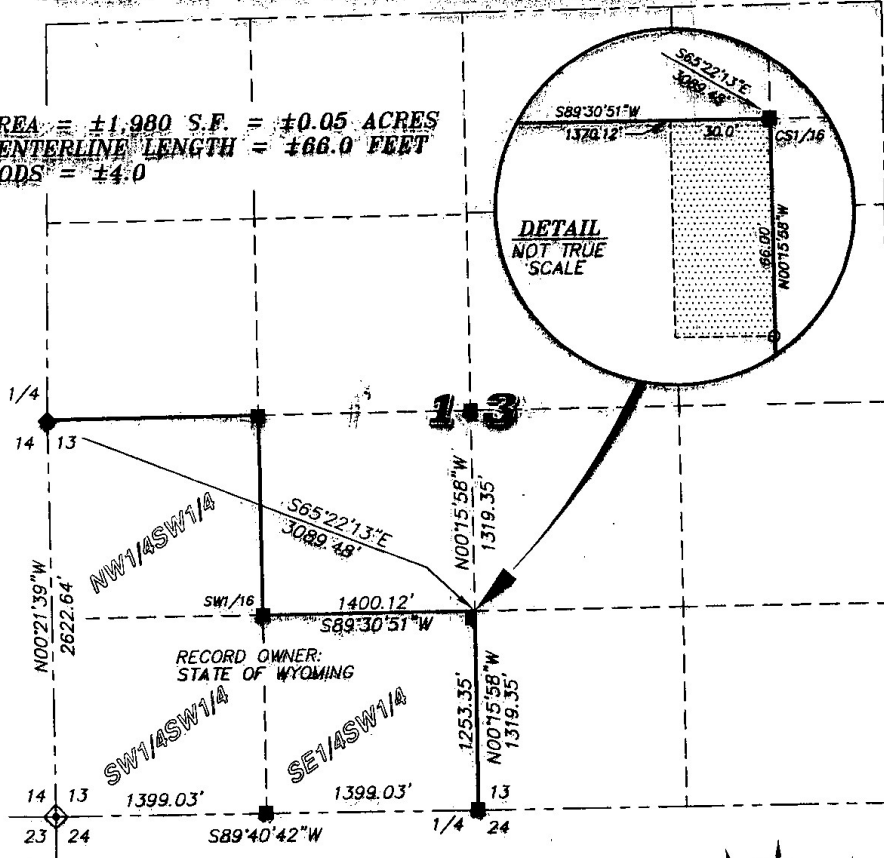 REA = ±1,980 S.F. = ±0.05 ACRES
ENTERLINE LENGTH = ±66.0 FEET
ODS = ±4.0
S65°22'13"E
3089.48'
S89°30'51"W
1370.12'
30.0'
CS1/16
DETAIL
NOT TRUE
SCALE
66.00'
N00°15'58"W
1/4
14 13
13
S65°22'13"E
3089.48'
N00°15'58"W
1319.35'
NW1/4SW1/4
N00°21'39"W
2622.64'
SW1/16
1400.12'
S89°30'51"W
RECORD OWNER:
STATE OF WYOMING
SW1/4SW1/4
SE1/4SW1/4
1253.35'
N00°15'58"W
1319.35'
14 13
23 24
1399.03'
1399.03'
S89°40'42"W
13
1/4 24